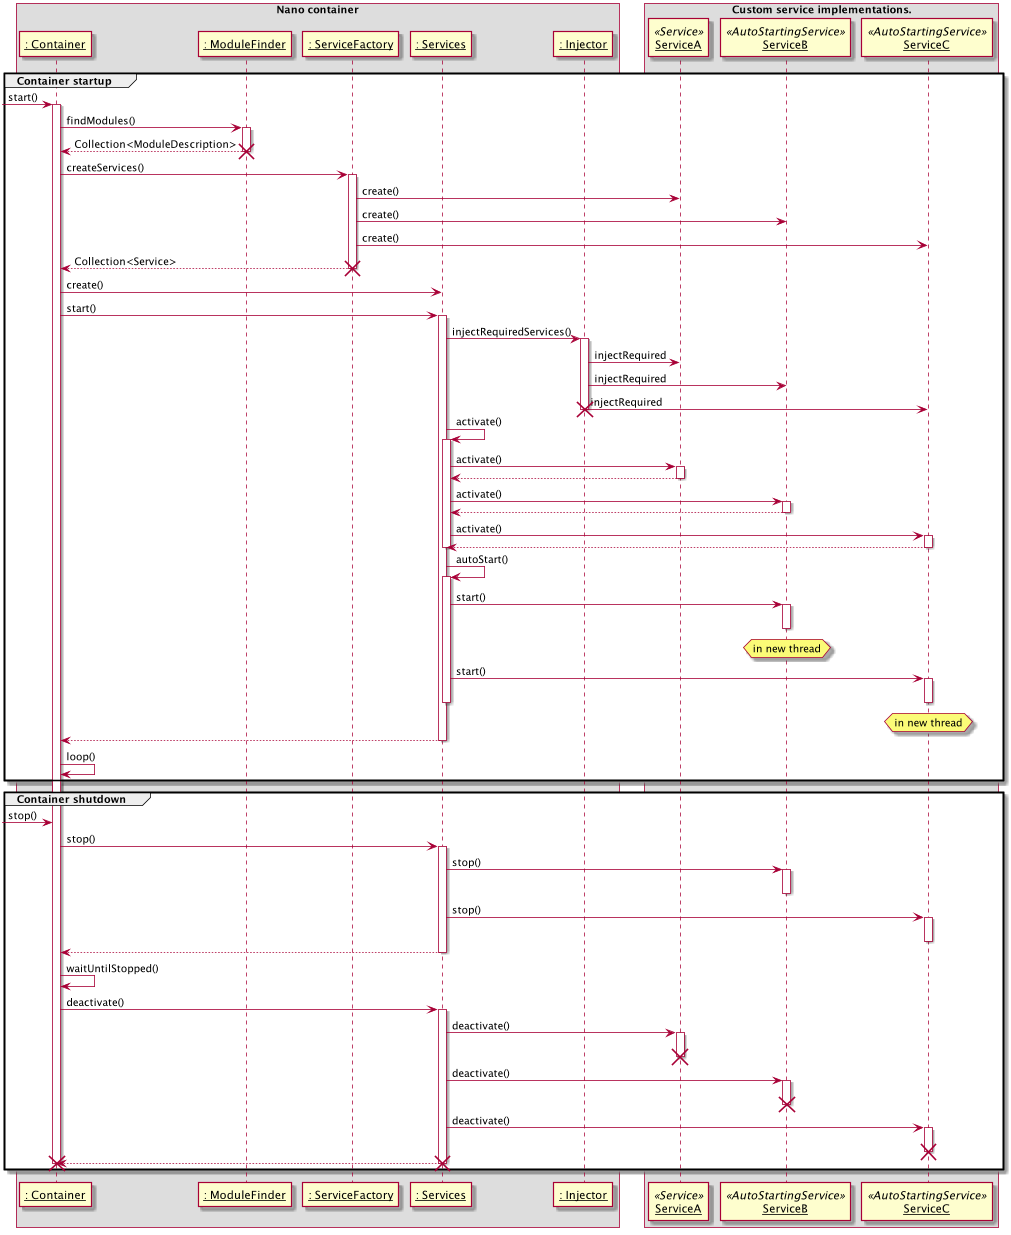 Nano container
Custom service implementations.
: Container
: ModuleFinder
: ServiceFactory
: Services
: Injector
«Service»
ServiceA
«AutoStartingService»
ServiceB
«AutoStartingService»
ServiceC
Container startup
start()
findModules()
Collection<ModuleDescription>
createServices()
create()
create()
create()
Collection<Service>
create()
start()
injectRequiredServices()
injectRequired
injectRequired
injectRequired
activate()
activate()
activate()
activate()
autoStart()
start()
in new thread
start()
in new thread
loop()
Container shutdown
stop()
stop()
stop()
stop()
waitUntilStopped()
deactivate()
deactivate()
deactivate()
deactivate()
: Container
: ModuleFinder
: ServiceFactory
: Services
: Injector
«Service»
ServiceA
«AutoStartingService»
ServiceB
«AutoStartingService»
ServiceC